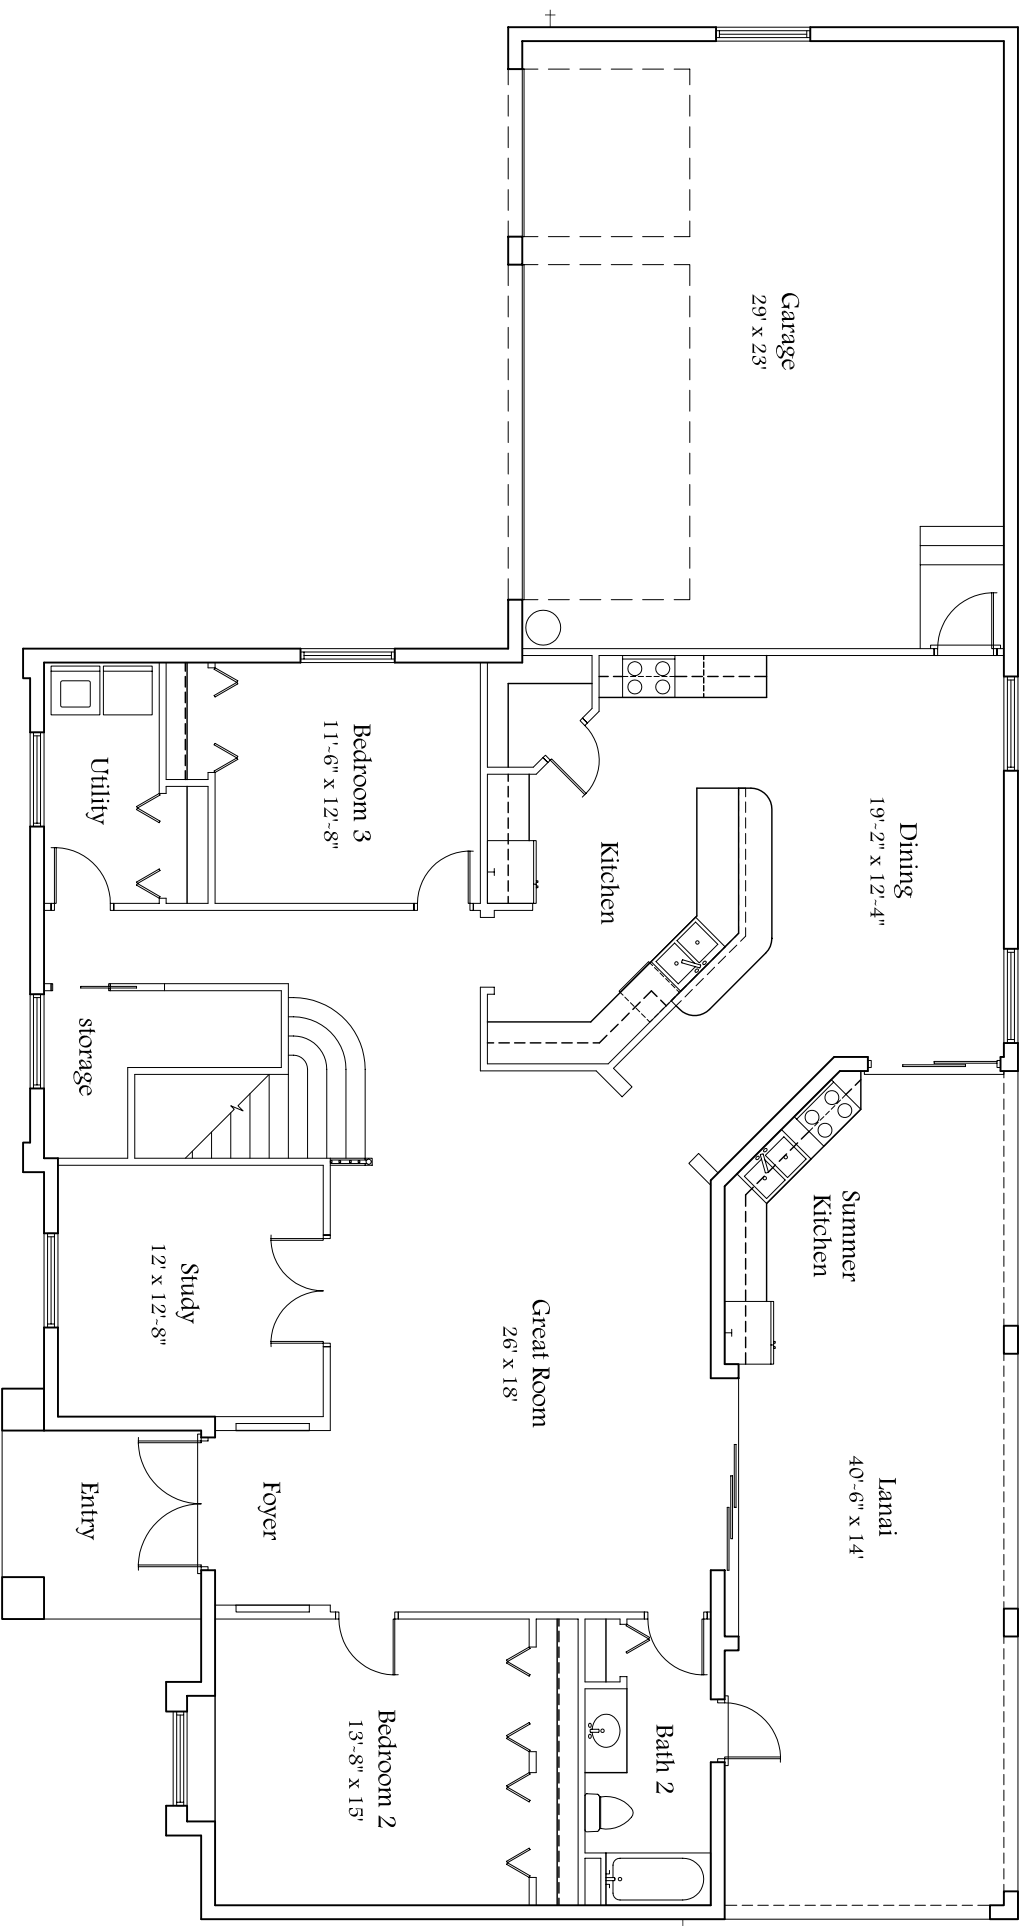 Garage
29' x 23'
Dining
19'-2" x 12'-4"
Kitchen
Bedroom 3
11'-6" x 12'-8"
Utility
storage
Summer
Kitchen
Great Room
26' x 18'
Study
12' x 12'-8"
Lanai
40'-6" x 14'
Foyer
Entry
Bath 2
Bedroom 2
13'-8" x 15'